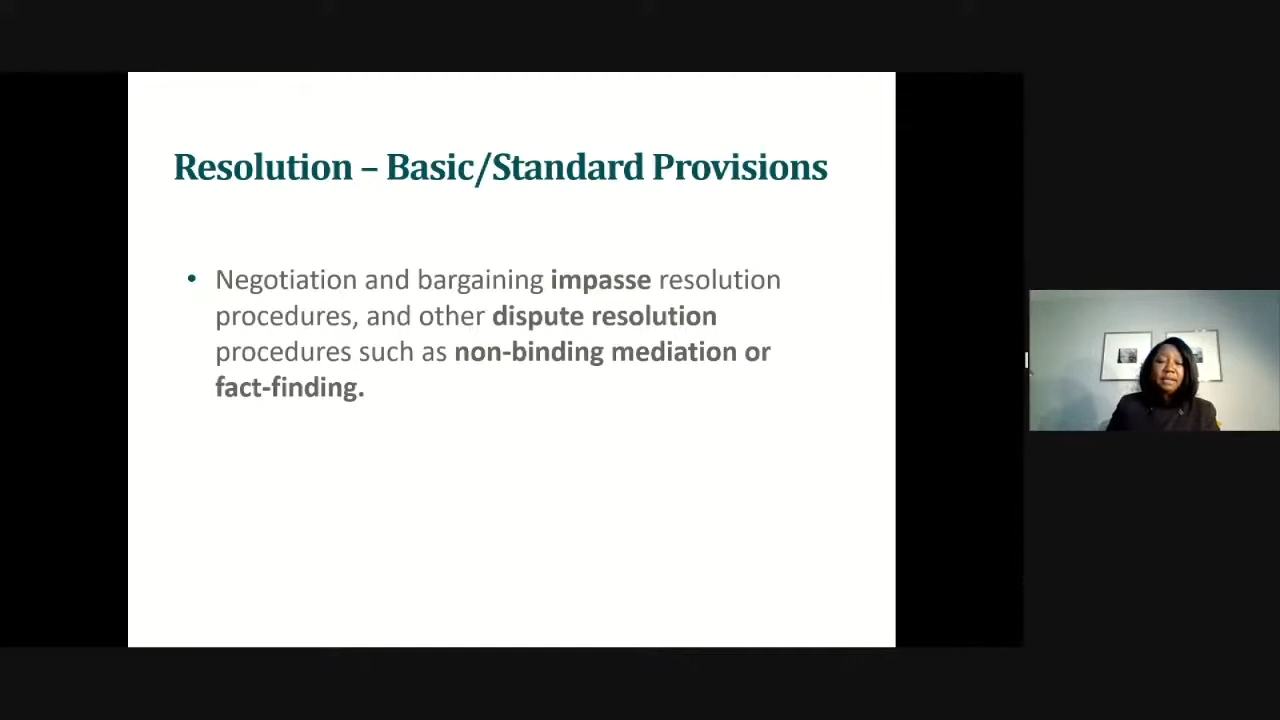 Resolution – Basic/Standard Provisions
• Negotiation and bargaining impasse resolution
procedures, and other dispute resolution
procedures such as non-binding mediation or
fact-finding.